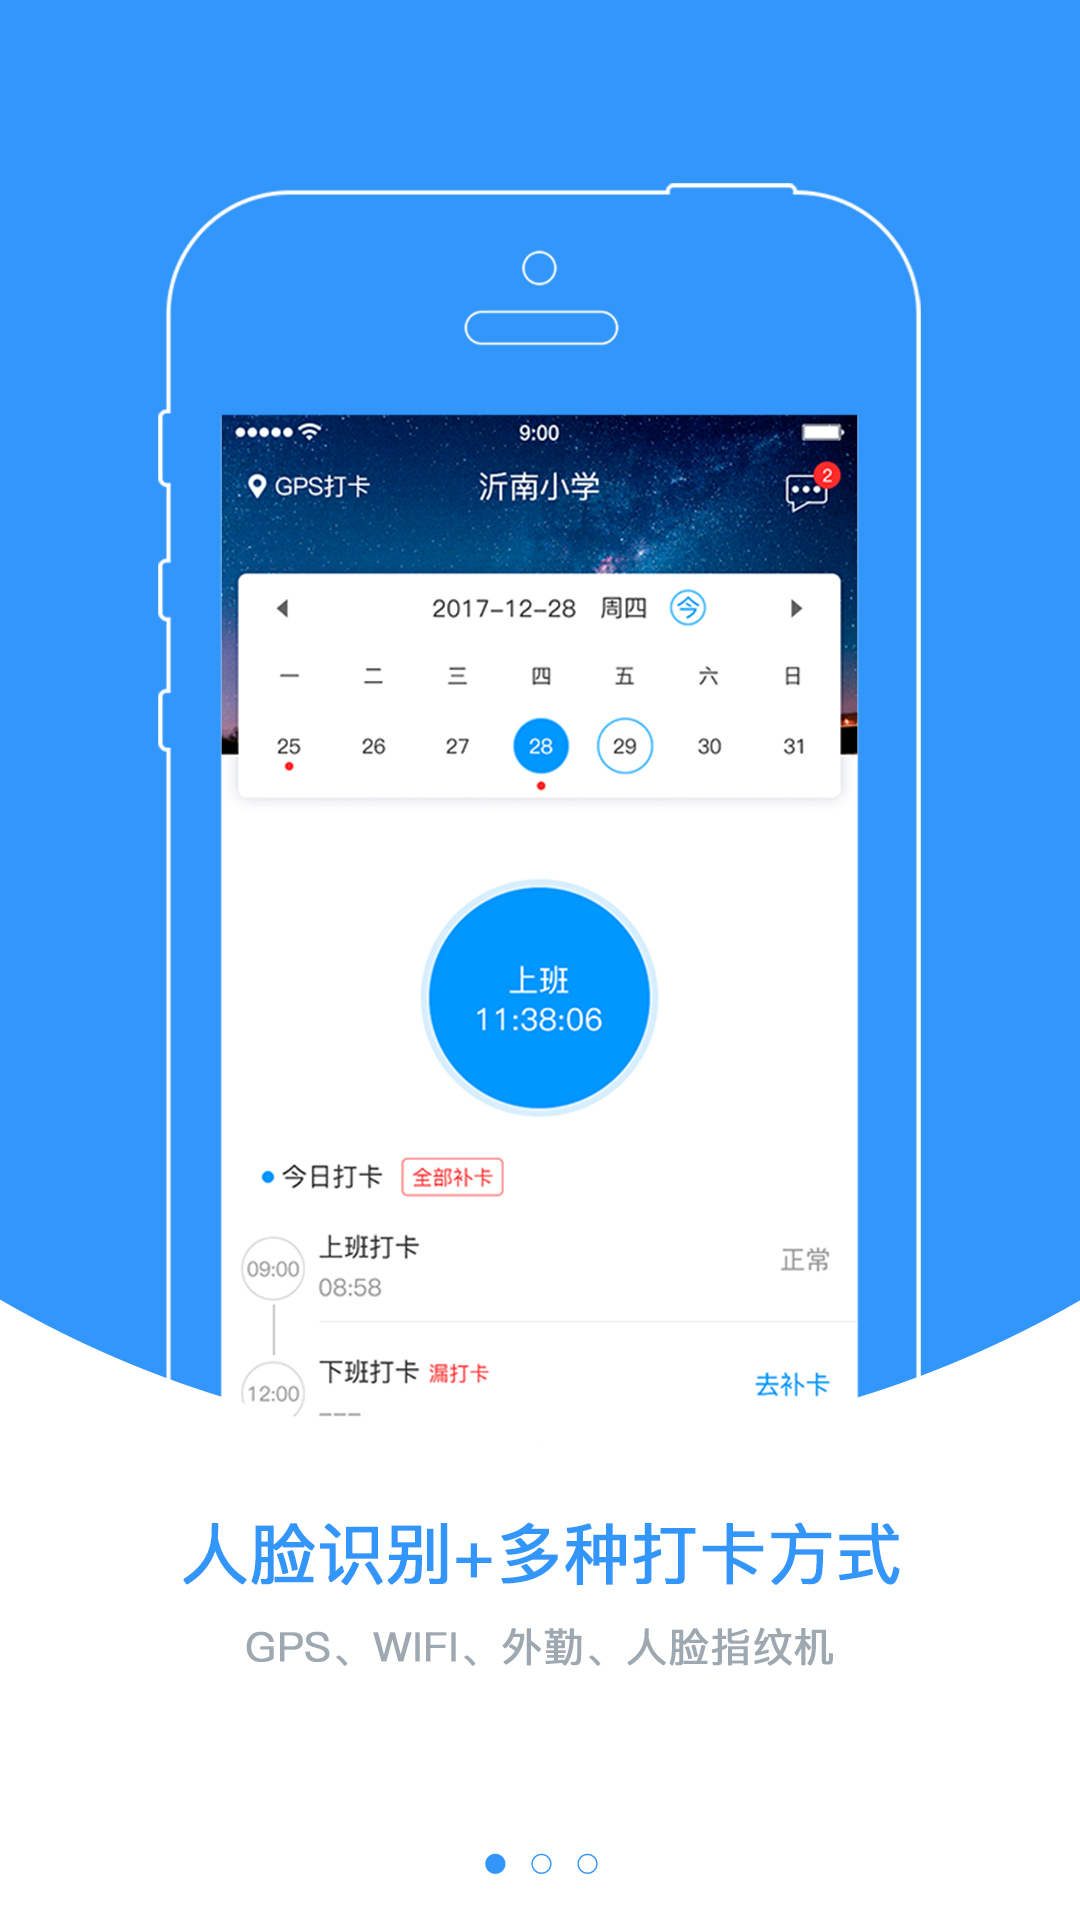 9:00
GPS打卡 沂南小学 2
2017-12-28 周四 今
一 二 三 四 五 六 日
25 26 27 28 29 30 31
上班
11:38:06
今日打卡 全部补卡
09:00 上班打卡 正常
08:58
12:00 下班打卡 漏打卡 去补卡
---
人脸识别+多种打卡方式
GPS、WIFI、外勤、人脸指纹机